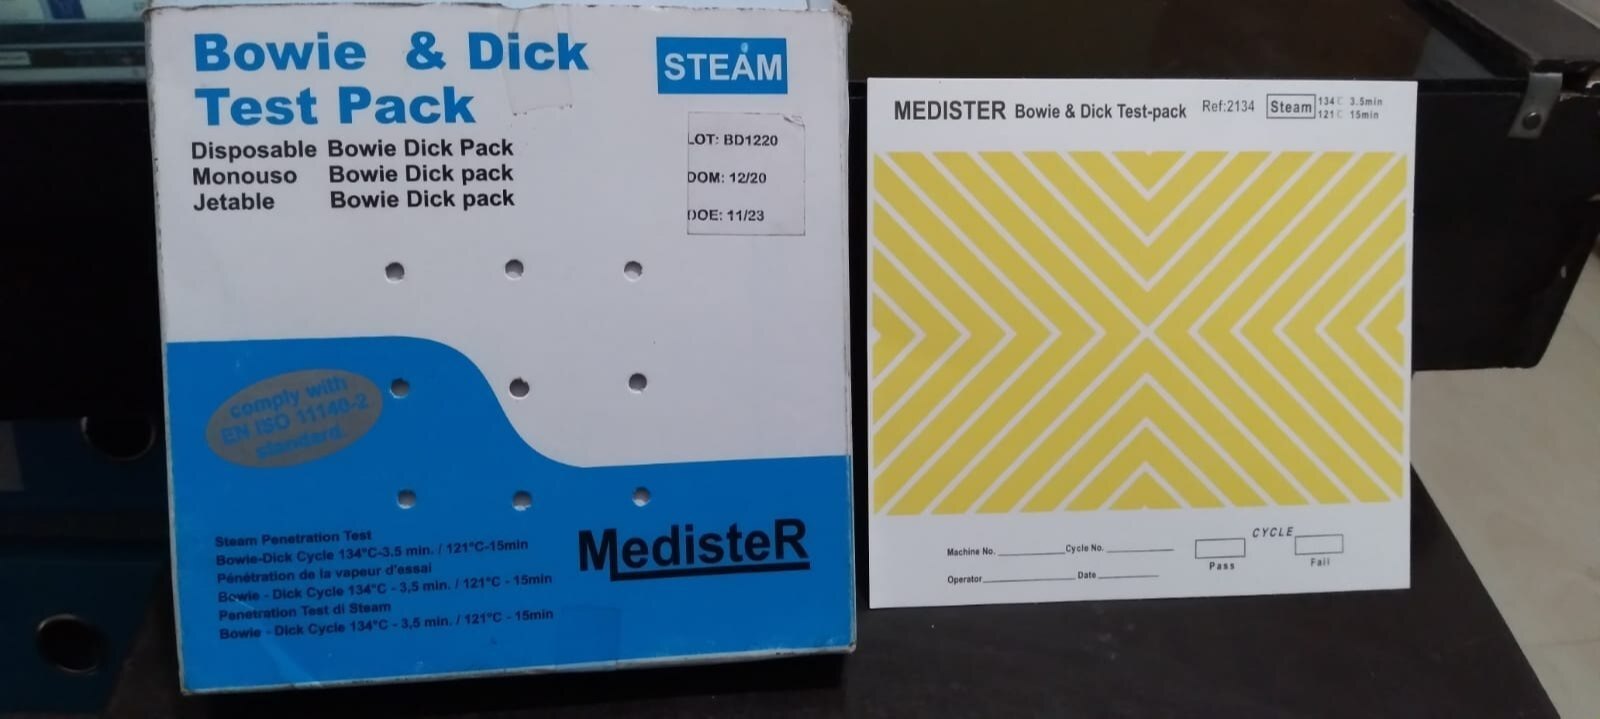 Bowie & Dick
Test Pack
STEAM
Disposable Bowie Dick Pack
Monouso Bowie Dick pack
Jetable Bowie Dick pack
LOT: BD1220
DOM: 12/20
DOE: 11/23
comply with
EN ISO 11140-2
standard.
Steam Penetration Test
Bowie-Dick Cycle 134°C-3.5 min. / 121°C-15min
Pénétration de la vapeur d'essai
Bowie - Dick Cycle 134°C - 3,5 min. / 121°C - 15min
Penetration Test di Steam
Bowie - Dick Cycle 134°C - 3,5 min. / 121°C - 15min
MedisteR
MEDISTER Bowie & Dick Test-pack Ref:2134 Steam 134 C 3.5min
121 C 15min
Machine No. Cycle No. CYCLE
Operator Date Pass Fail